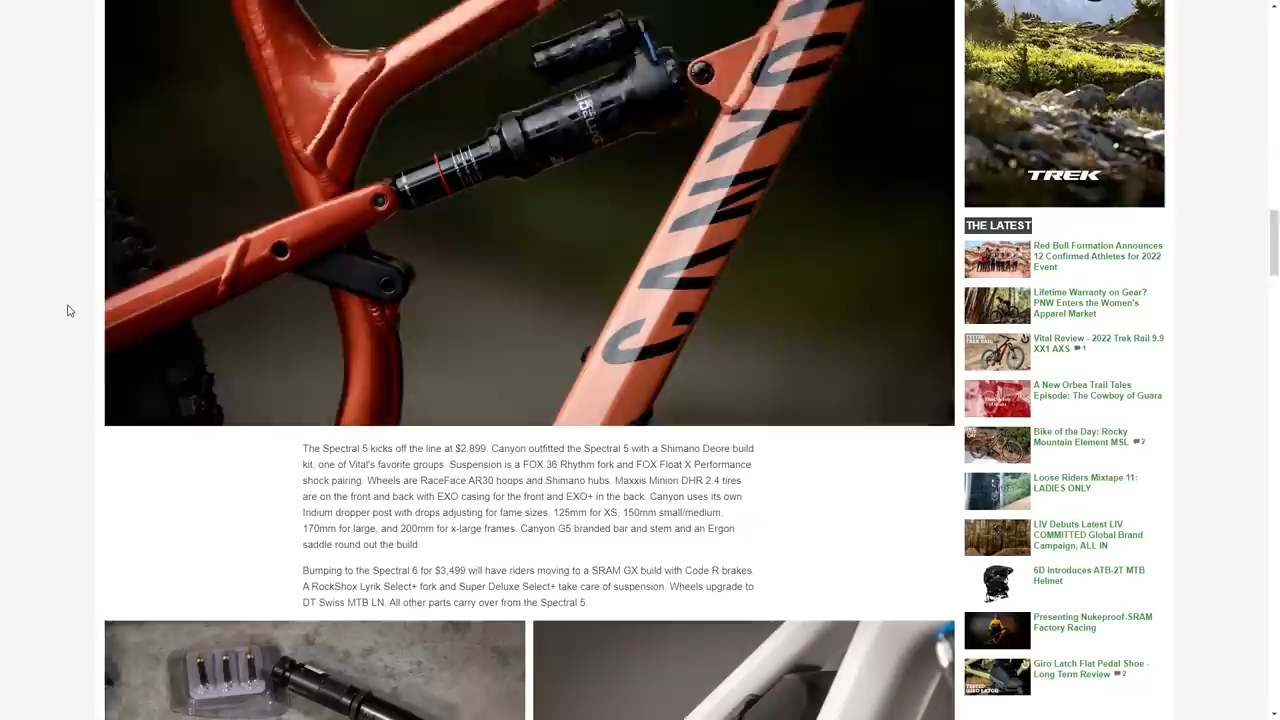 TREK
THE LATEST
Red Bull Formation Announces
12 Confirmed Athletes for 2022
Event
Lifetime Warranty on Gear?
PNW Enters the Women's
Apparel Market
Vital Review - 2022 Trek Rail 9.9
XX1 AXS 1
A New Orbea Trail Tales
Episode: The Cowboy of Guara
Bike of the Day: Rocky
Mountain Element MSL 2
Loose Riders Mixtape 11:
LADIES ONLY
LIV Debuts Latest LIV
COMMITTED Global Brand
Campaign, ALL IN
6D Introduces ATB-2T MTB
Helmet
Presenting Nukeproof-SRAM
Factory Racing
Giro Latch Flat Pedal Shoe -
Long Term Review 2
The Spectral 5 kicks off the line at $2,899. Canyon outfitted the Spectral 5 with a Shimano Deore build
kit, one of Vital's favorite groups. Suspension is a FOX 36 Rhythm fork and FOX Float X Performance
shock pairing. Wheels are RaceFace AR30 hoops and Shimano hubs. Maxxis Minion DHR 2.4 tires
are on the front and back with EXO casing for the front and EXO+ in the back. Canyon uses its own
Iridium dropper post with drops adjusting for fame sizes. 125mm for XS, 150mm small/medium,
170mm for large, and 200mm for x-large frames. Canyon G5 branded bar and stem and an Ergon
saddle round out the build.
Bumping to the Spectral 6 for $3,499 will have riders moving to a SRAM GX build with Code R brakes.
A RockShox Lyrik Select+ fork and Super Deluxe Select+ take care of suspension. Wheels upgrade to
DT Swiss MTB LN. All other parts carry over from the Spectral 5.